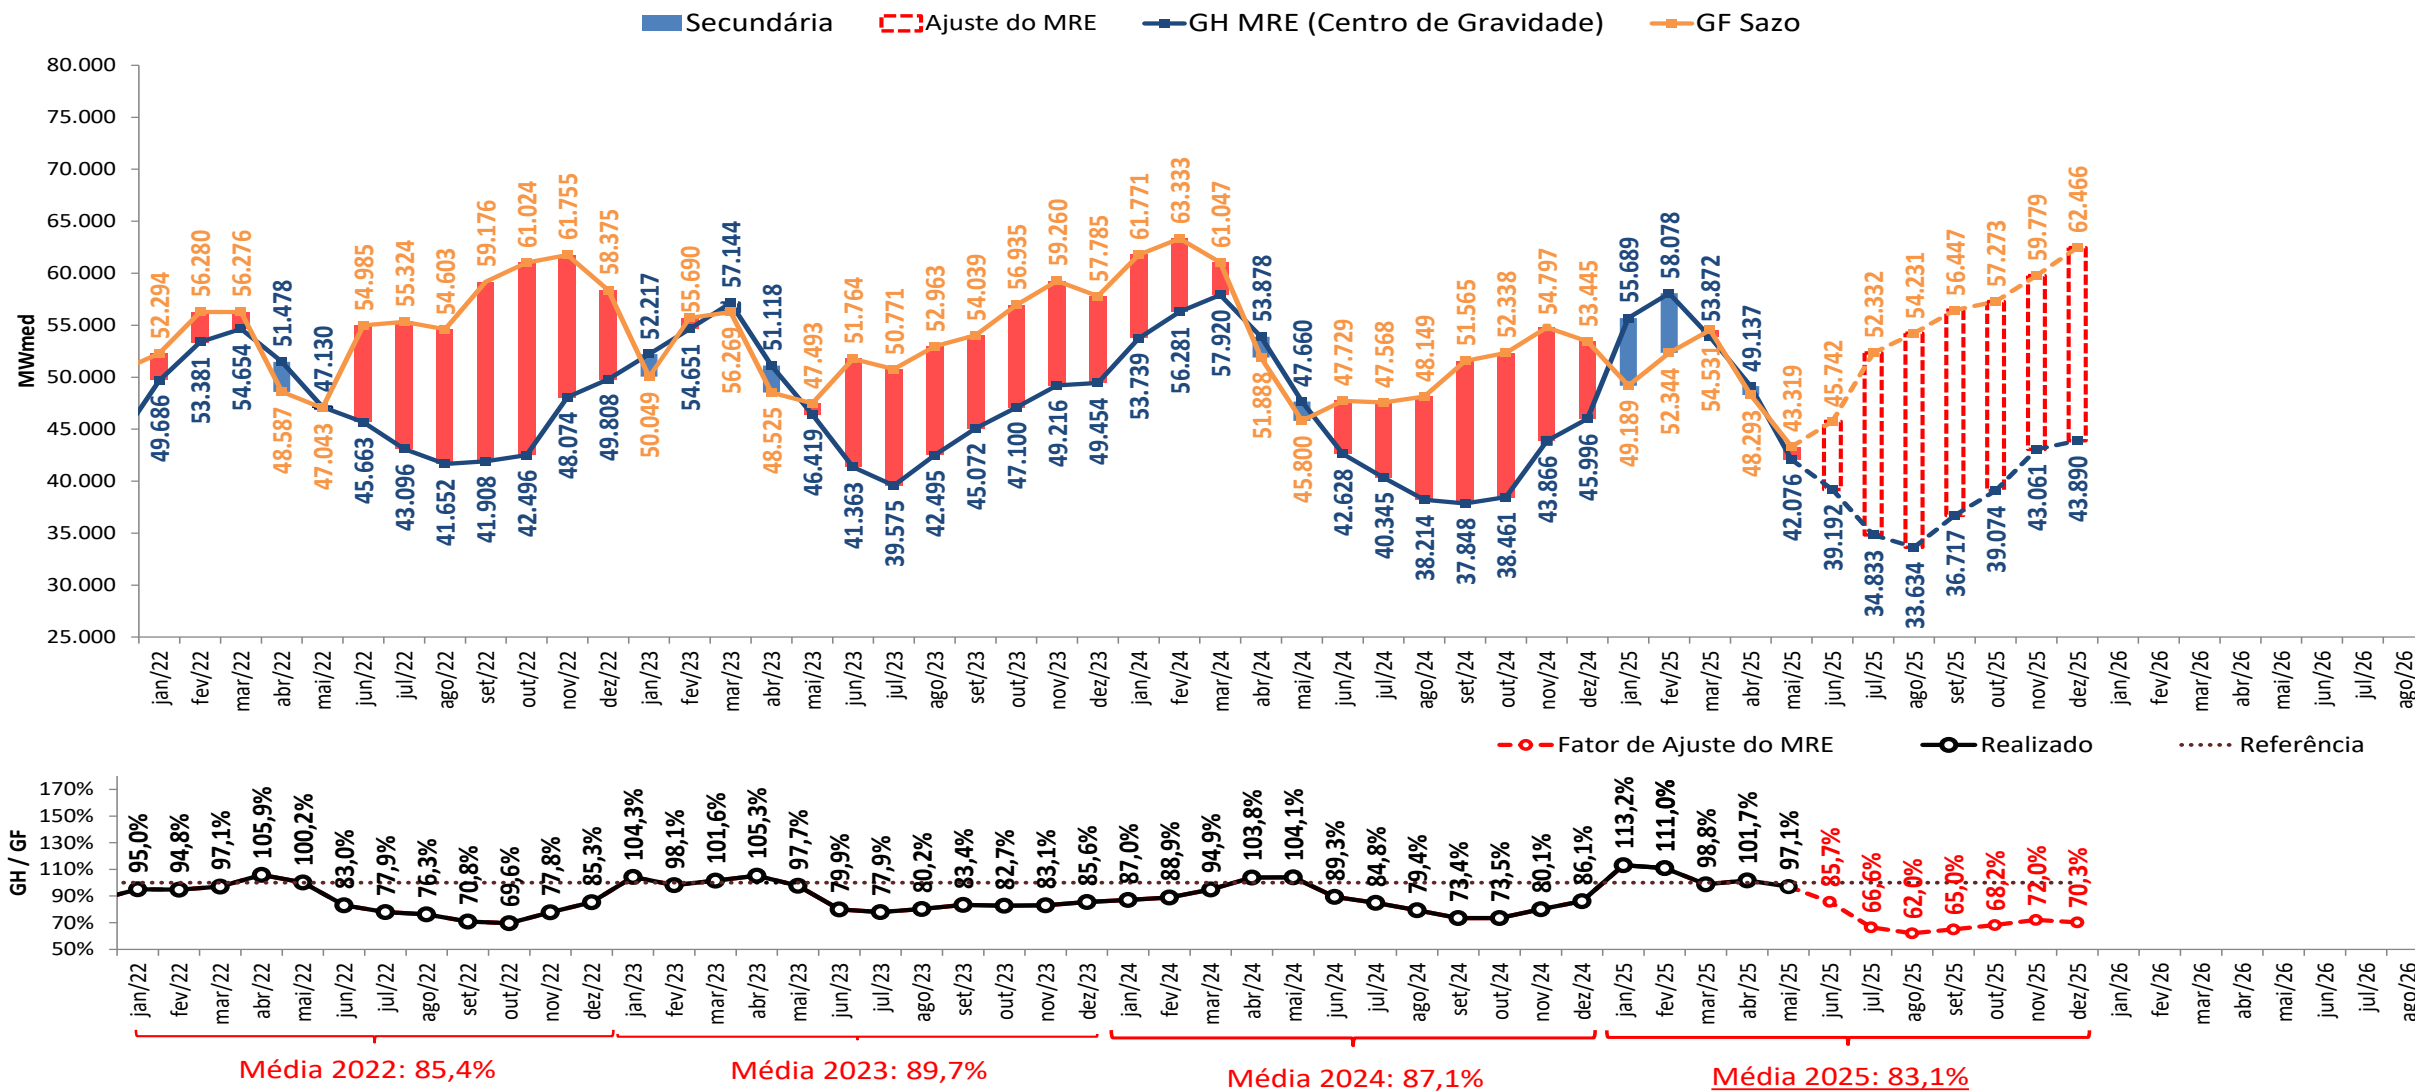 Secundária Ajuste do MRE GH MRE (Centro de Gravidade) GF Sazo
80.000
75.000
70.000
65.000
60.000
55.000
50.000
45.000
40.000
35.000
30.000
25.000
MWmed
52.294 56.280 56.276 48.587 47.043 54.985 55.324 54.603 59.176 61.024 61.755 58.375 50.049 55.690 56.269 48.525 47.493 51.764 50.771 52.963 54.039 56.935 59.260 57.785 61.771 63.333 61.047 51.888 45.800 47.729 47.568 48.149 51.565 52.338 54.797 53.445 49.189 52.344 54.531 48.293 43.319 45.742 52.332 54.231 56.447 57.273 59.779 62.466
49.686 53.381 54.654 51.478 47.130 45.663 43.096 41.652 41.908 42.496 48.074 49.808 52.217 54.651 57.144 51.118 46.419 41.363 39.575 42.495 45.072 47.100 49.216 49.454 53.739 56.281 57.920 53.878 47.660 42.628 40.345 38.214 37.848 38.461 43.866 45.996 55.689 58.078 53.872 49.137 42.076 39.192 34.833 33.634 36.717 39.074 43.061 43.890
jan/22 fev/22 mar/22 abr/22 mai/22 jun/22 jul/22 ago/22 set/22 out/22 nov/22 dez/22 jan/23 fev/23 mar/23 abr/23 mai/23 jun/23 jul/23 ago/23 set/23 out/23 nov/23 dez/23 jan/24 fev/24 mar/24 abr/24 mai/24 jun/24 jul/24 ago/24 set/24 out/24 nov/24 dez/24 jan/25 fev/25 mar/25 abr/25 mai/25 jun/25 jul/25 ago/25 set/25 out/25 nov/25 dez/25 jan/26 fev/26 mar/26 abr/26 mai/26 jun/26 jul/26 ago/26
Fator de Ajuste do MRE Realizado Referência
170%
150%
130%
110%
90%
70%
50%
GH / GF
95,0% 94,8% 97,1% 105,9% 100,2% 83,0% 77,9% 76,3% 70,8% 69,6% 77,8% 85,3% 104,3% 98,1% 101,6% 105,3% 97,7% 79,9% 77,9% 80,2% 83,4% 82,7% 83,1% 85,6% 87,0% 88,9% 94,9% 103,8% 104,1% 89,3% 84,8% 79,4% 73,4% 73,5% 80,1% 86,1% 113,2% 111,0% 98,8% 101,7% 97,1% 85,7% 66,6% 62,0% 65,0% 68,2% 72,0% 70,3%
jan/22 fev/22 mar/22 abr/22 mai/22 jun/22 jul/22 ago/22 set/22 out/22 nov/22 dez/22 jan/23 fev/23 mar/23 abr/23 mai/23 jun/23 jul/23 ago/23 set/23 out/23 nov/23 dez/23 jan/24 fev/24 mar/24 abr/24 mai/24 jun/24 jul/24 ago/24 set/24 out/24 nov/24 dez/24 jan/25 fev/25 mar/25 abr/25 mai/25 jun/25 jul/25 ago/25 set/25 out/25 nov/25 dez/25 jan/26 fev/26 mar/26 abr/26 mai/26 jun/26 jul/26 ago/26
Média 2022: 85,4% Média 2023: 89,7% Média 2024: 87,1% Média 2025: 83,1%